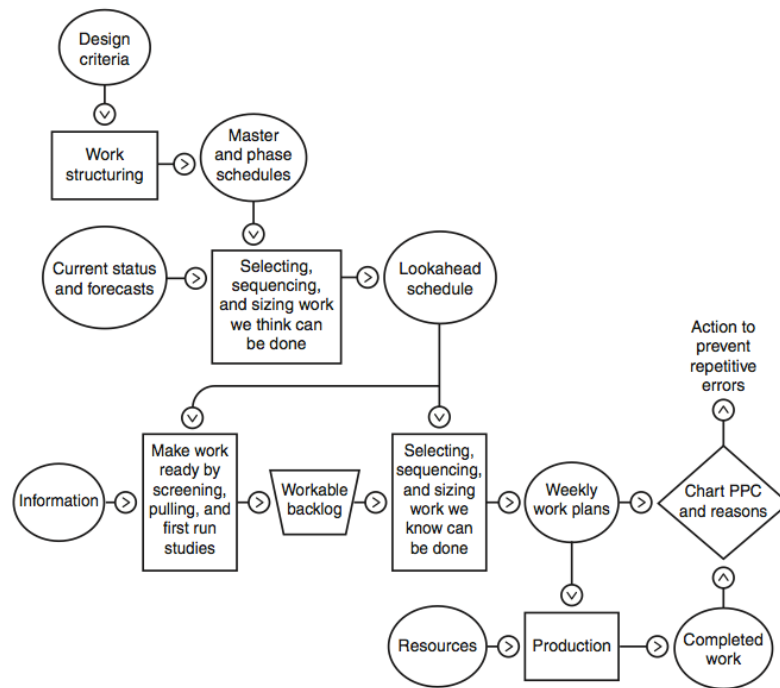 Design
criteria
Work
structuring
Master
and phase
schedules
Current status
and forecasts
Selecting,
sequencing,
and sizing work
we think can
be done
Lookahead
schedule
Action to
prevent
repetitive
errors
Information
Make work
ready by
screening,
pulling, and
first run
studies
Workable
backlog
Selecting,
sequencing,
and sizing
work we
know can
be done
Weekly
work plans
Chart PPC
and reasons
Resources
Production
Completed
work